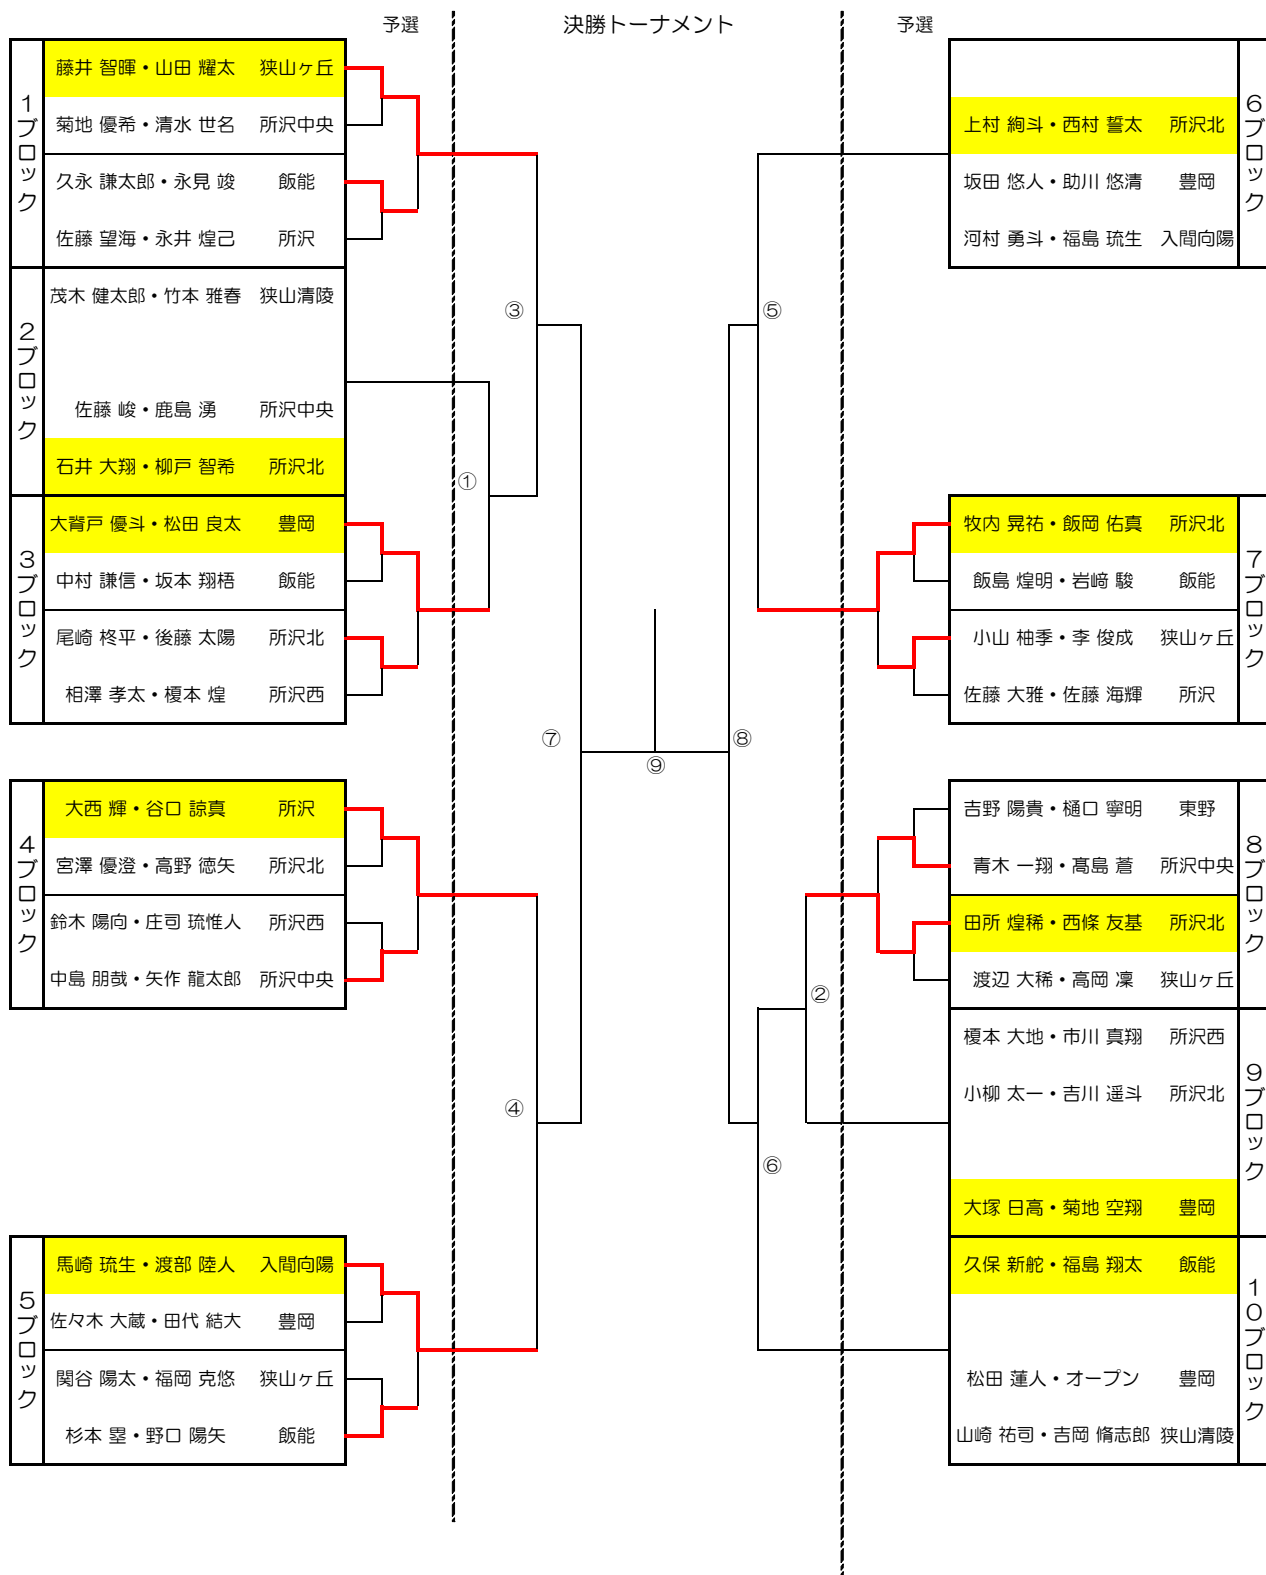 予選
決勝トーナメント
予選
1ブロック
藤井 智暉・山田 耀太 狭山ヶ丘
菊地 優希・清水 世名 所沢中央
久永 謙太郎・永見 竣 飯能
佐藤 望海・永井 煌己 所沢
2ブロック
茂木 健太郎・竹本 雅春 狭山清陵
佐藤 峻・鹿島 湧 所沢中央
石井 大翔・柳戸 智希 所沢北
3ブロック
大背戸 優斗・松田 良太 豊岡
中村 謙信・坂本 翔梧 飯能
尾崎 柊平・後藤 太陽 所沢北
相澤 孝太・榎本 煌 所沢西
4ブロック
大西 輝・谷口 諒真 所沢
宮澤 優澄・高野 徳矢 所沢北
鈴木 陽向・庄司 琉惟人 所沢西
中島 朋哉・矢作 龍太郎 所沢中央
5ブロック
馬崎 琉生・渡部 陸人 入間向陽
佐々木 大蔵・田代 結大 豊岡
関谷 陽太・福岡 克悠 狭山ヶ丘
杉本 塁・野口 陽矢 飯能
③
①
⑦
④
⑨
⑤
⑧
②
⑥
6ブロック
上村 絢斗・西村 誓太 所沢北
坂田 悠人・助川 悠清 豊岡
河村 勇斗・福島 琉生 入間向陽
7ブロック
牧内 晃祐・飯岡 佑真 所沢北
飯島 煌明・岩﨑 駿 飯能
小山 柚季・李 俊成 狭山ヶ丘
佐藤 大雅・佐藤 海輝 所沢
8ブロック
吉野 陽貴・樋口 寧明 東野
青木 一翔・髙島 蒼 所沢中央
田所 煌稀・西條 友基 所沢北
渡辺 大稀・高岡 凜 狭山ヶ丘
9ブロック
榎本 大地・市川 真翔 所沢西
小柳 太一・吉川 遥斗 所沢北
大塚 日高・菊地 空翔 豊岡
10ブロック
久保 新舵・福島 翔太 飯能
松田 蓮人・オープン 豊岡
山崎 祐司・吉岡 脩志郎 狭山清陵